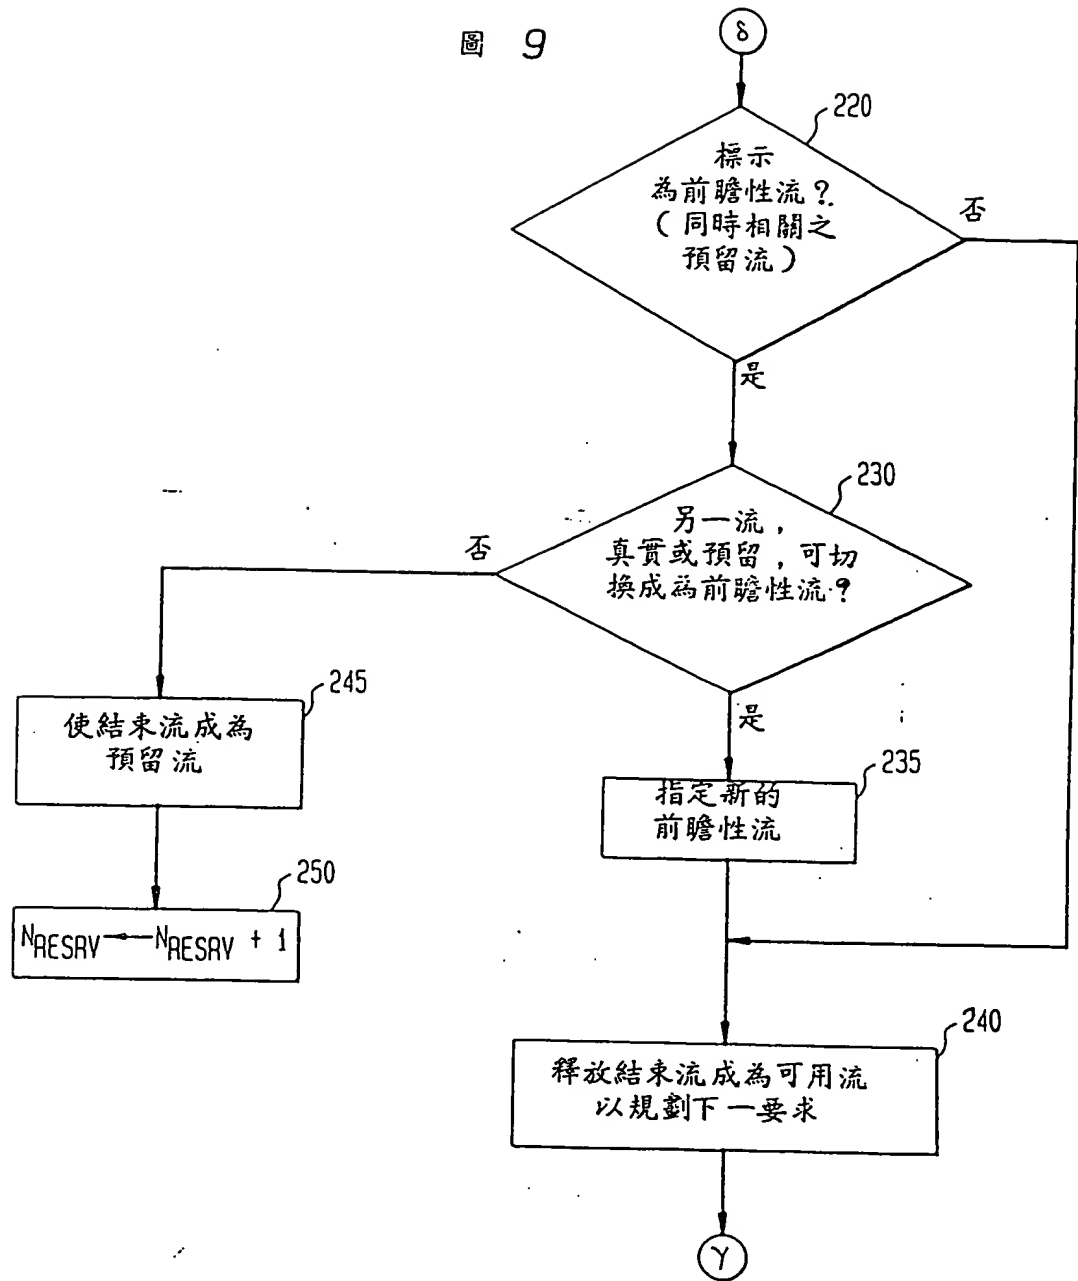 圖 9
δ
220
標示
為前瞻性流?
(同時相關之
預留流)
否
是
230
另一流,
真實或預留,可切
換成為前瞻性流?
否
是
245
使結束流成為
預留流
235
指定新的
前瞻性流
250
N_RESRV ← N_RESRV + 1
240
釋放結束流成為可用流
以規劃下一要求
γ